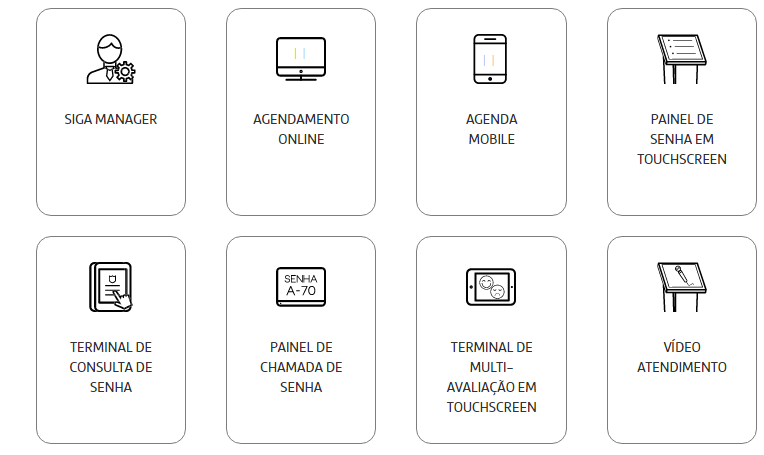 SIGA MANAGER
AGENDAMENTO
ONLINE
AGENDA
MOBILE
PAINEL DE
SENHA EM
TOUCHSCREEN
SENHA
A-70
TERMINAL DE
CONSULTA DE
SENHA
PAINEL DE
CHAMADA DE
SENHA
TERMINAL DE
MULTI-
AVALIAÇÃO EM
TOUCHSCREEN
VÍDEO
ATENDIMENTO